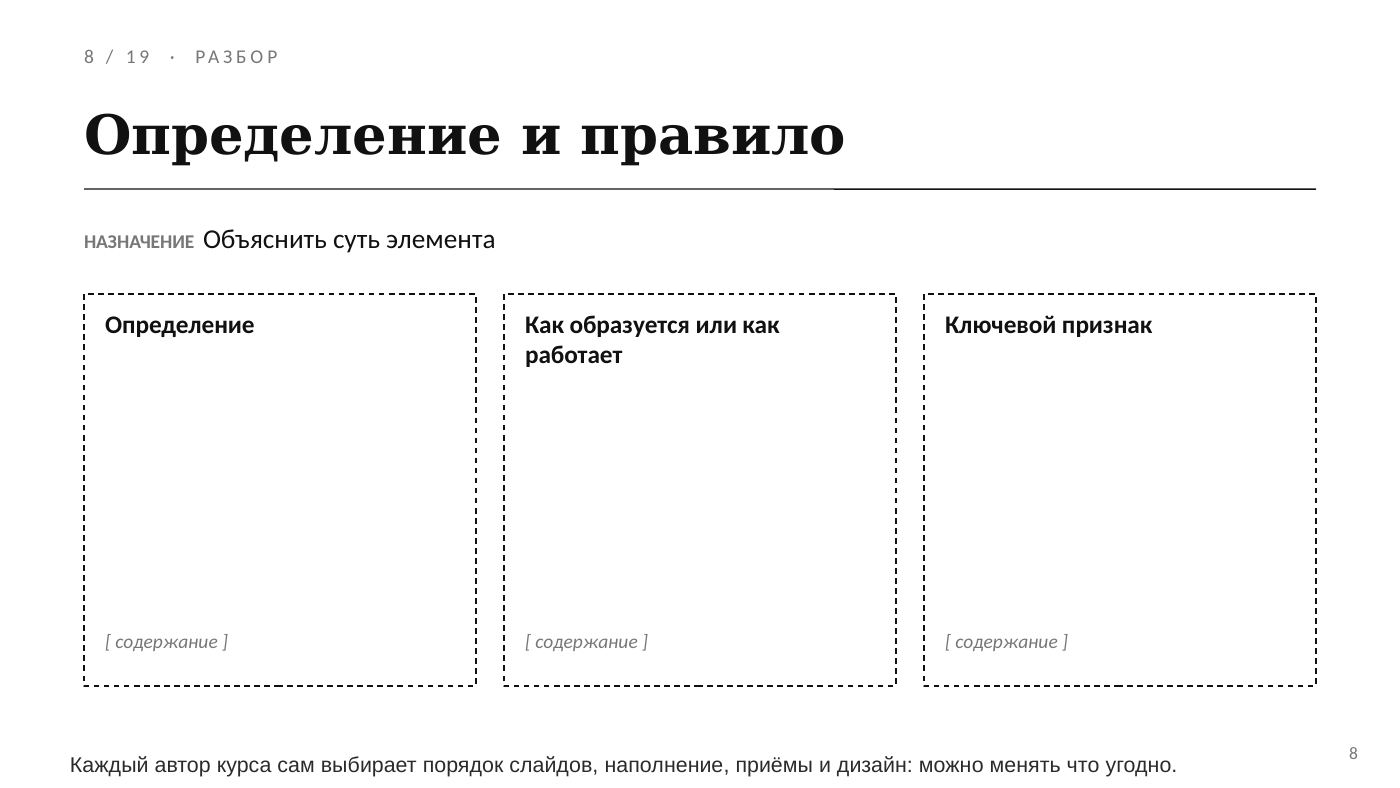 8 / 19 · РАЗБОР
Определение и правило
НАЗНАЧЕНИЕ Объяснить суть элемента
Определение
[ содержание ]
Как образуется или как
работает
[ содержание ]
Ключевой признак
[ содержание ]
Каждый автор курса сам выбирает порядок слайдов, наполнение, приёмы и дизайн: можно менять что угодно.
8